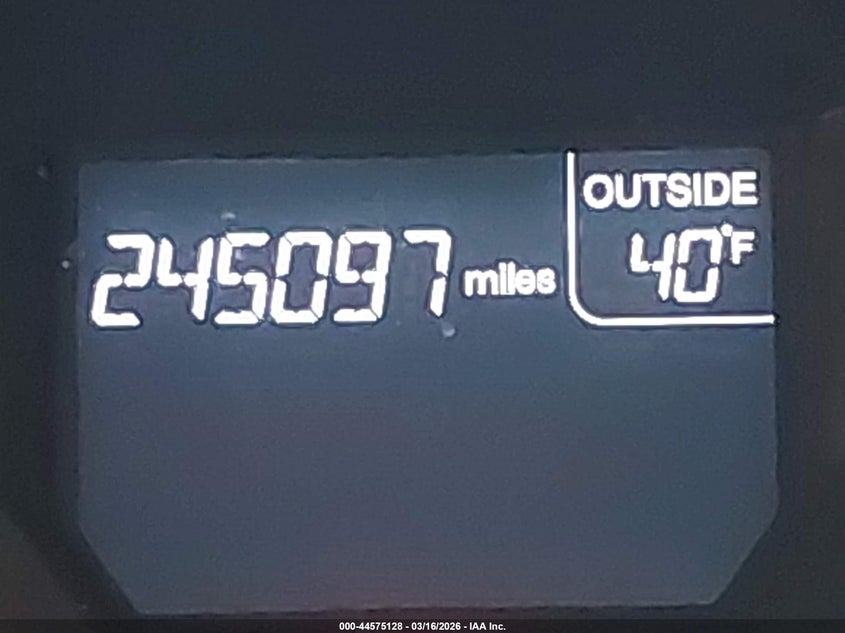 OUTSIDE
245097 miles
40°F
000-44575128 - 03/16/2026 - IAA Inc.